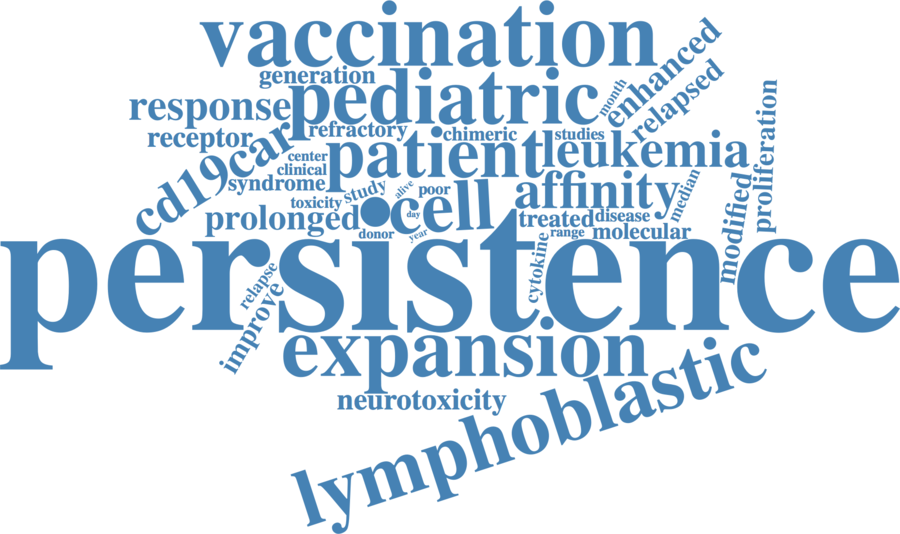 vaccination
generation
enhanced
month
pediatric
response
relapsed
receptor
refractory
chimeric
studies
cd19car
patient
leukemia
proliferation
center
clinical
syndrome
study
alive
poor
affinity
median
modified
toxicity
prolonged
•cell
day
treated
disease
donor
year
range
molecular
persistence
cytokine
relapse
improve
expansion
neurotoxicity
lymphoblastic